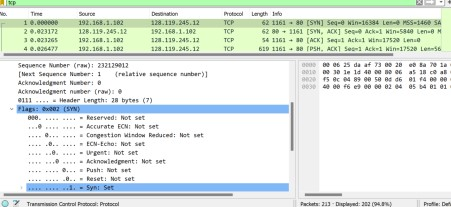 tcp
No. Time Source Destination Protocol Length Info
1 0.000000 192.168.1.102 128.119.245.12 TCP 62 1161 → 80 [SYN] Seq=0 Win=16384 Len=0 MSS=1460 SA
2 0.023172 128.119.245.12 192.168.1.102 TCP 62 80 → 1161 [SYN, ACK] Seq=0 Ack=1 Win=5840 Len=0 M
3 0.023265 192.168.1.102 128.119.245.12 TCP 54 1161 → 80 [ACK] Seq=1 Ack=1 Win=17520 Len=0
4 0.026477 192.168.1.102 128.119.245.12 TCP 619 1161 → 80 [PSH, ACK] Seq=1 Ack=1 Win=17520 Len=56
Sequence Number (raw): 232129012
[Next Sequence Number: 1 (relative sequence number)]
Acknowledgment Number: 0
Acknowledgment number (raw): 0
0111 .... = Header Length: 28 bytes (7)
Flags: 0x002 (SYN)
000. .... .... = Reserved: Not set
...0 .... .... = Accurate ECN: Not set
.... 0... .... = Congestion Window Reduced: Not set
.... .0.. .... = ECN-Echo: Not set
.... ..0. .... = Urgent: Not set
.... ...0 .... = Acknowledgment: Not set
.... .... 0... = Push: Not set
.... .... .0.. = Reset: Not set
.... .... ..1. = Syn: Set
0000 00 06 25 da af 73 00 20 e0 8a 70 1a
0010 00 30 1e 1d 40 00 80 06 a5 18 c0 a8
0020 f5 0c 04 89 00 50 0d d6 01 f4 00 00
0030 40 00 f6 e9 00 00 02 04 05 b4 01 01
Transmission Control Protocol: Protocol
Packets: 213 · Displayed: 202 (94.8%)
Profile: Def